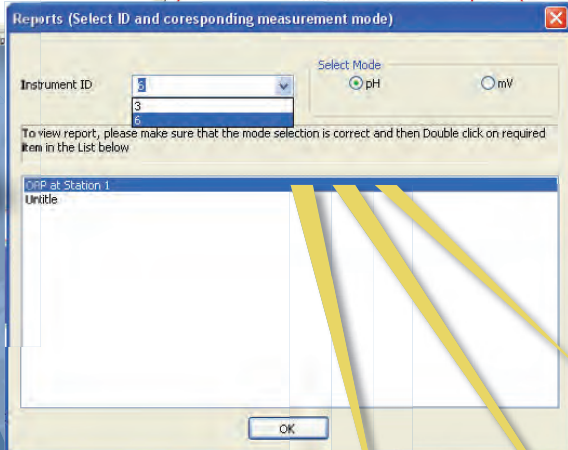 Reports (Select ID and coresponding measurement mode)
Select Mode
Instrument ID 6 pH mV
3
6
To view report, please make sure that the mode selection is correct and then Double click on required
item in the List below
ORP at Station 1
Untitle
OK